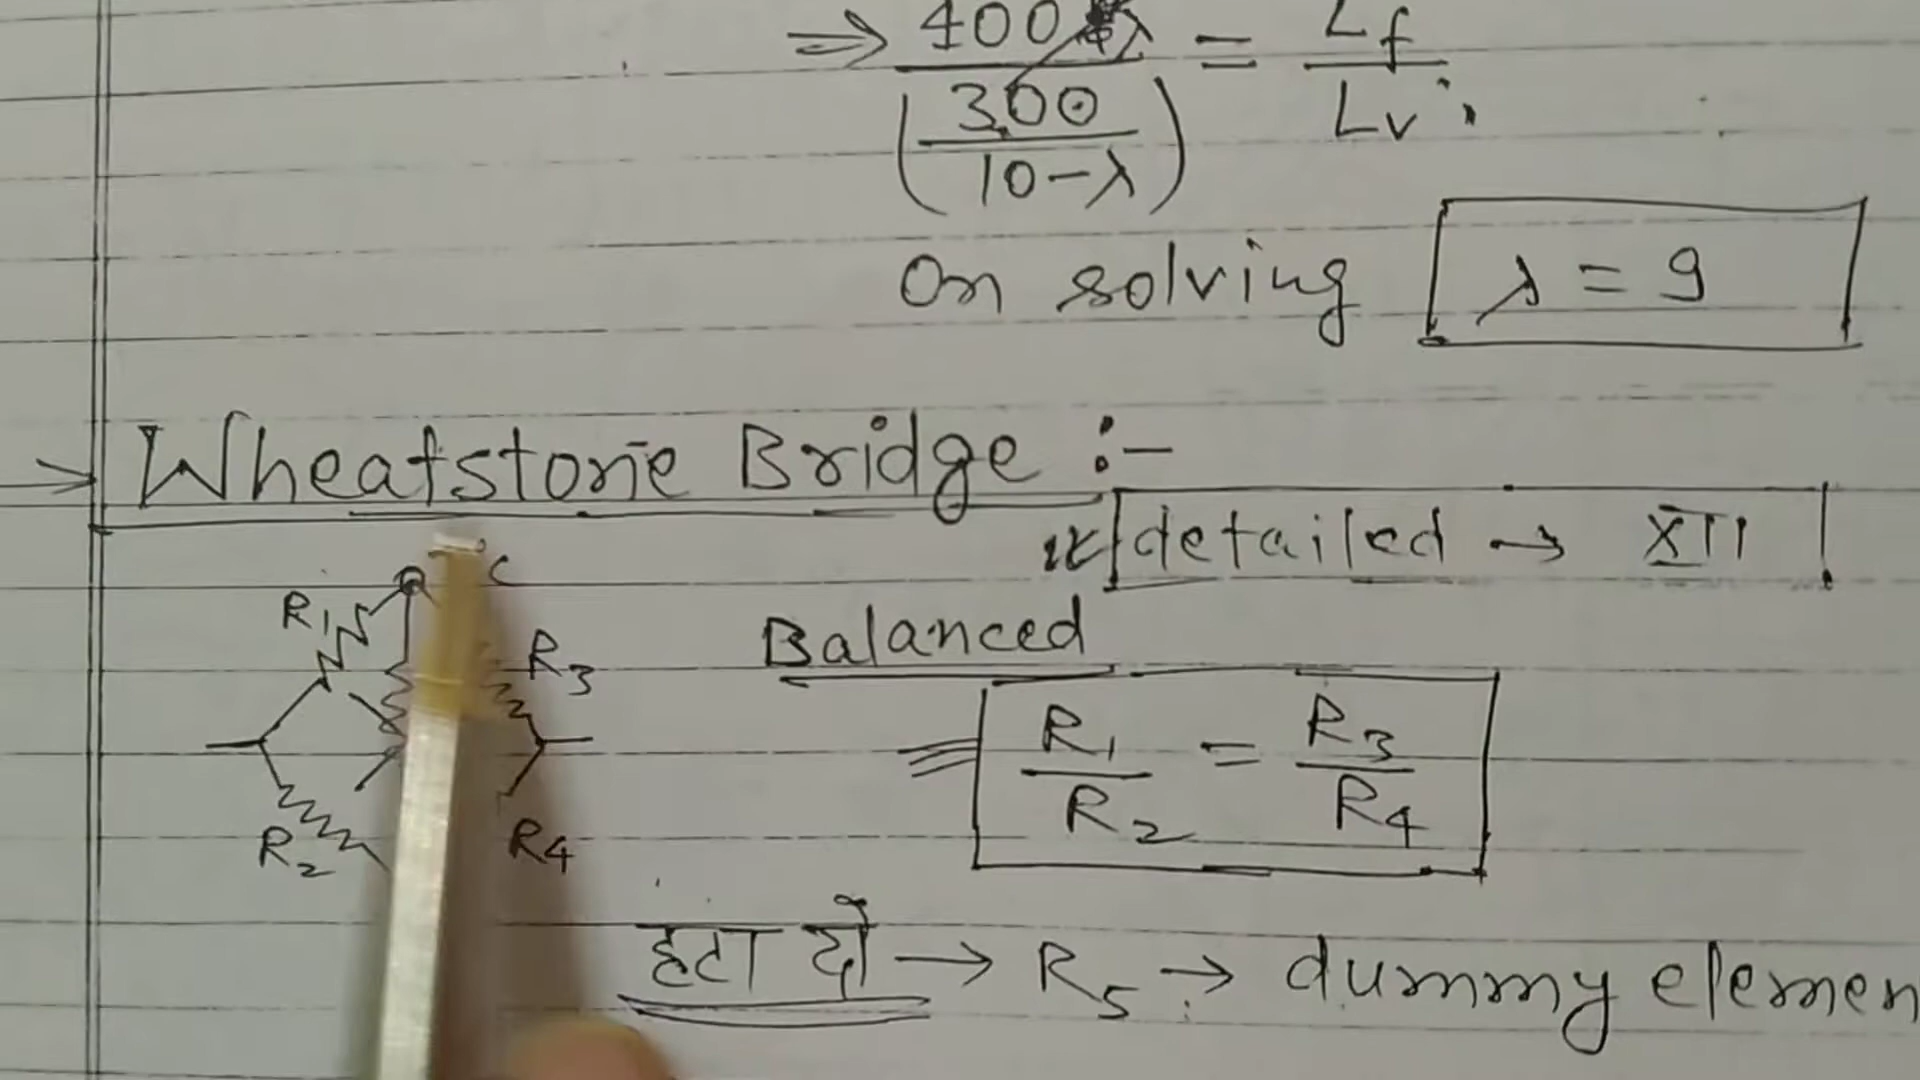 ⇒ 400 λ / (300 / 10-λ) = Lf / Lv
On solving λ = 9
→ Wheatstone Bridge :-
detailed → XII
C
R1
R3
Balanced
R1 / R2 = R3 / R4
R2
R4
हटा दो → R5 → dummy elemen